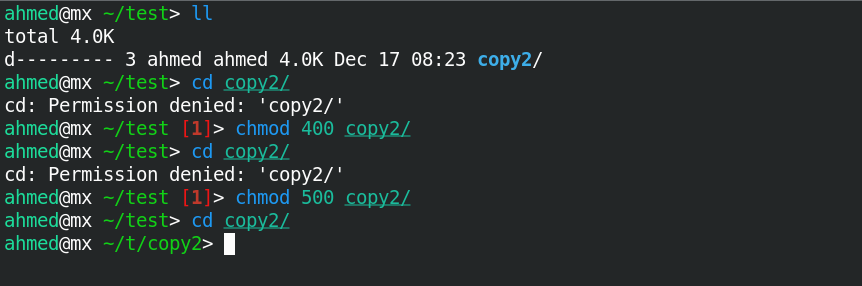 ahmed@mx ~/test> ll
total 4.0K
d--------- 3 ahmed ahmed 4.0K Dec 17 08:23 copy2/
ahmed@mx ~/test> cd copy2/
cd: Permission denied: 'copy2/'
ahmed@mx ~/test [1]> chmod 400 copy2/
ahmed@mx ~/test> cd copy2/
cd: Permission denied: 'copy2/'
ahmed@mx ~/test [1]> chmod 500 copy2/
ahmed@mx ~/test> cd copy2/
ahmed@mx ~/t/copy2>